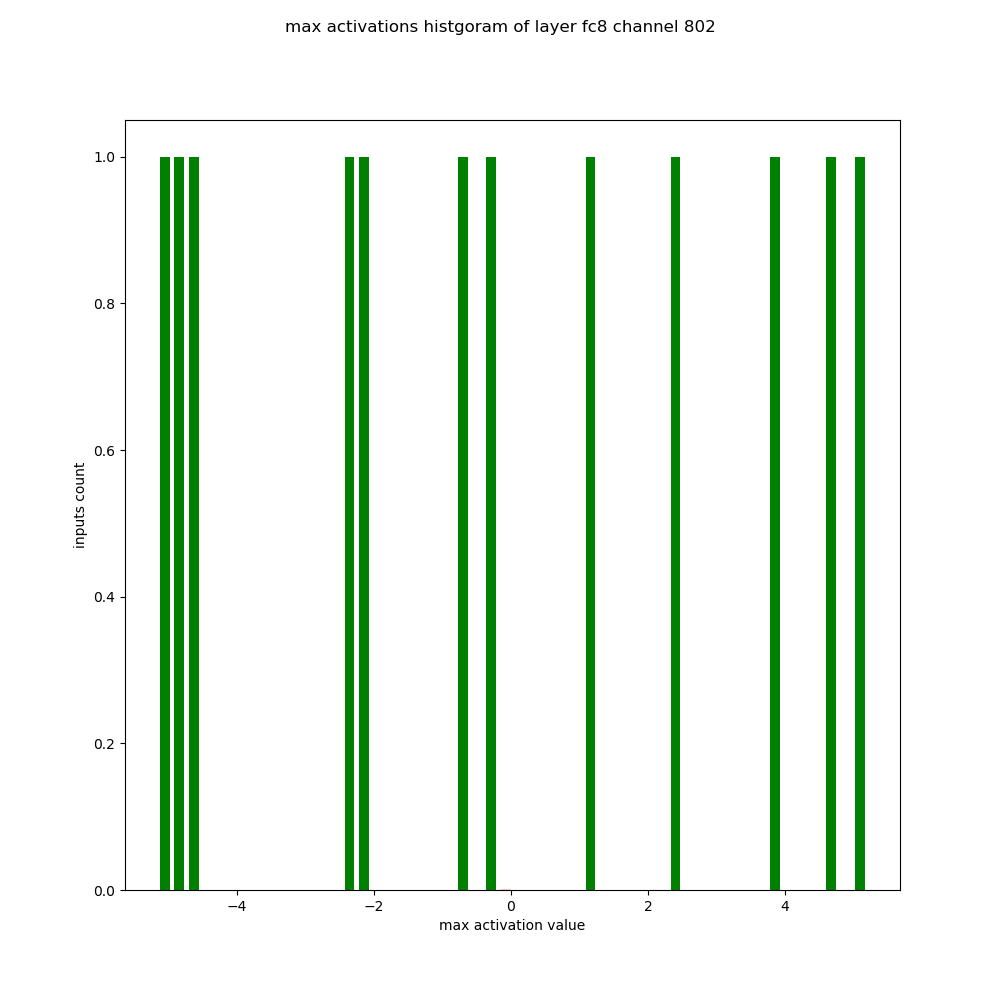 max activations histgoram of layer fc8 channel 802
1.0
0.8
0.6
0.4
0.2
0.0
inputs count
−4 −2 0 2 4
max activation value